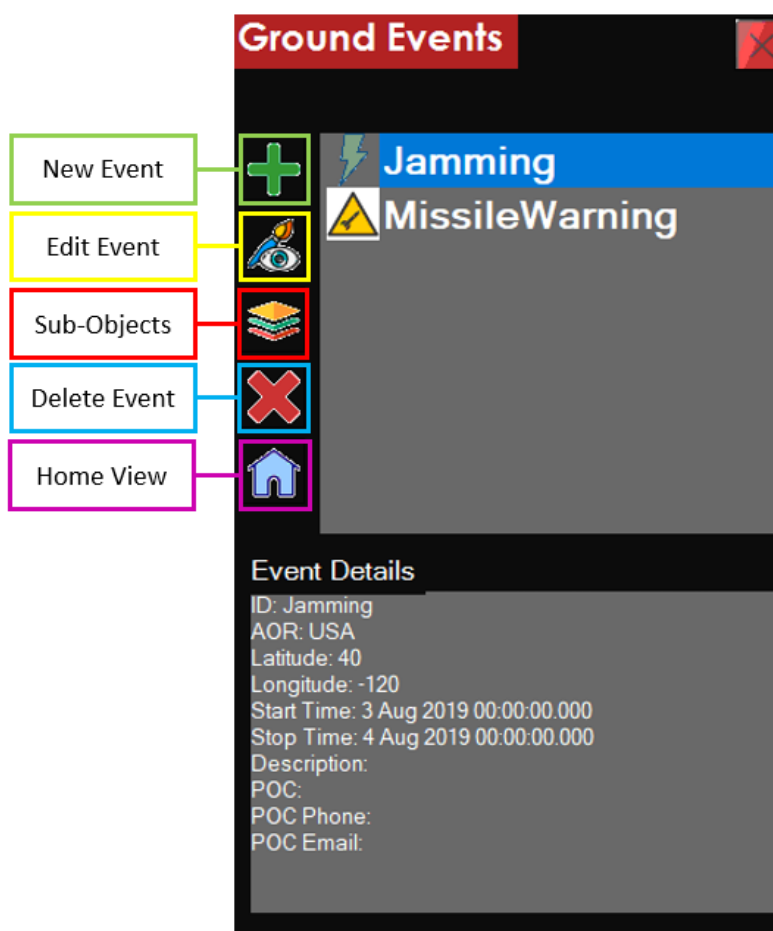 Ground Events
New Event
Jamming
Edit Event
MissileWarning
Sub-Objects
Delete Event
Home View
Event Details
ID: Jamming
AOR: USA
Latitude: 40
Longitude: -120
Start Time: 3 Aug 2019 00:00:00.000
Stop Time: 4 Aug 2019 00:00:00.000
Description:
POC:
POC Phone:
POC Email: